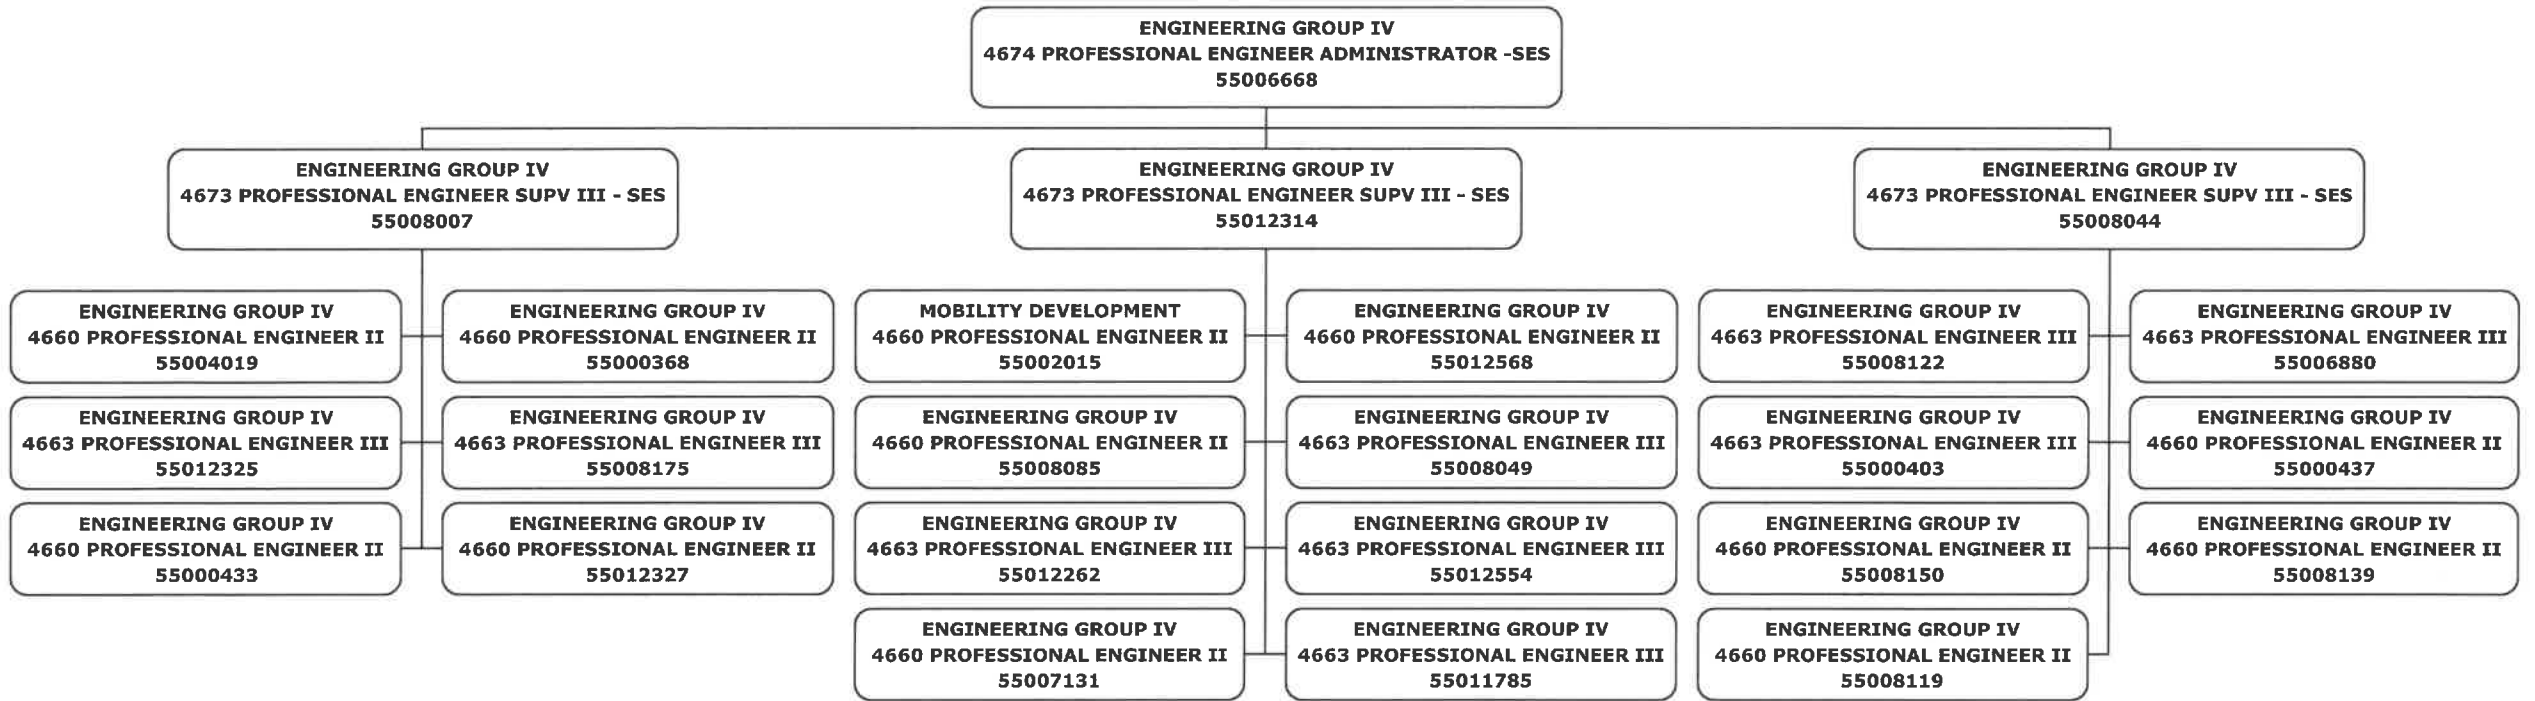 ENGINEERING GROUP IV
4674 PROFESSIONAL ENGINEER ADMINISTRATOR -SES
55006668
ENGINEERING GROUP IV
4673 PROFESSIONAL ENGINEER SUPV III - SES
55008007
ENGINEERING GROUP IV
4673 PROFESSIONAL ENGINEER SUPV III - SES
55012314
ENGINEERING GROUP IV
4673 PROFESSIONAL ENGINEER SUPV III - SES
55008044
ENGINEERING GROUP IV
4660 PROFESSIONAL ENGINEER II
55004019
ENGINEERING GROUP IV
4660 PROFESSIONAL ENGINEER II
55000368
MOBILITY DEVELOPMENT
4660 PROFESSIONAL ENGINEER II
55002015
ENGINEERING GROUP IV
4660 PROFESSIONAL ENGINEER II
55012568
ENGINEERING GROUP IV
4663 PROFESSIONAL ENGINEER III
55008122
ENGINEERING GROUP IV
4663 PROFESSIONAL ENGINEER III
55006880
ENGINEERING GROUP IV
4663 PROFESSIONAL ENGINEER III
55012325
ENGINEERING GROUP IV
4663 PROFESSIONAL ENGINEER III
55008175
ENGINEERING GROUP IV
4660 PROFESSIONAL ENGINEER II
55008085
ENGINEERING GROUP IV
4663 PROFESSIONAL ENGINEER III
55008049
ENGINEERING GROUP IV
4663 PROFESSIONAL ENGINEER III
55000403
ENGINEERING GROUP IV
4660 PROFESSIONAL ENGINEER II
55000437
ENGINEERING GROUP IV
4660 PROFESSIONAL ENGINEER II
55000433
ENGINEERING GROUP IV
4660 PROFESSIONAL ENGINEER II
55012327
ENGINEERING GROUP IV
4663 PROFESSIONAL ENGINEER III
55012262
ENGINEERING GROUP IV
4663 PROFESSIONAL ENGINEER III
55012554
ENGINEERING GROUP IV
4660 PROFESSIONAL ENGINEER II
55008150
ENGINEERING GROUP IV
4660 PROFESSIONAL ENGINEER II
55008139
ENGINEERING GROUP IV
4660 PROFESSIONAL ENGINEER II
55007131
ENGINEERING GROUP IV
4663 PROFESSIONAL ENGINEER III
55011785
ENGINEERING GROUP IV
4660 PROFESSIONAL ENGINEER II
55008119